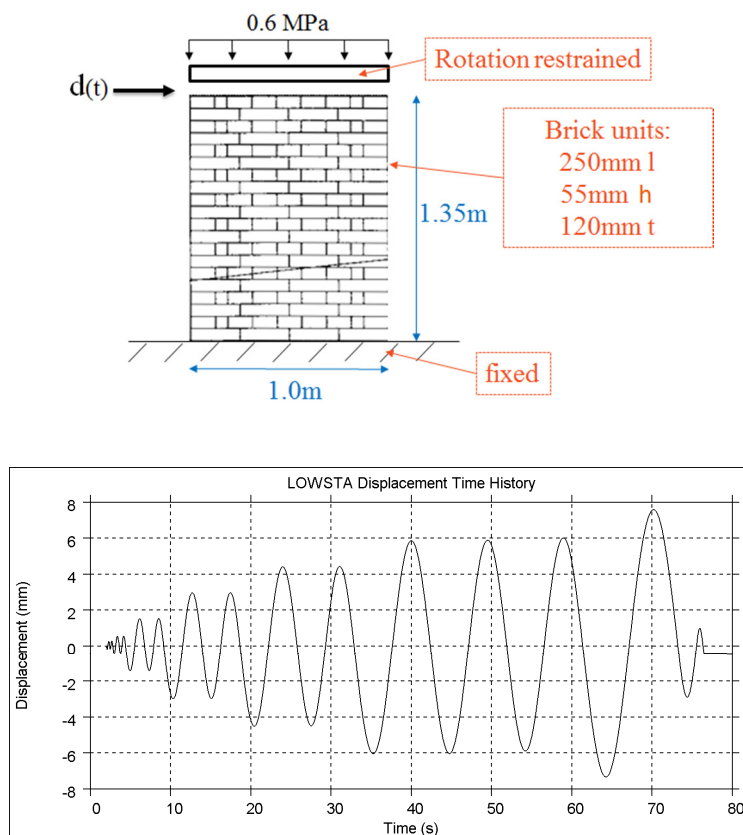 0.6 MPa
Rotation restrained
d(t)
Brick units:
250mm l
55mm h
120mm t
1.35m
fixed
1.0m
LOWSTA Displacement Time History
8
6
4
2
0
-2
-4
-6
-8
Displacement (mm)
0 10 20 30 40 50 60 70 80
Time (s)